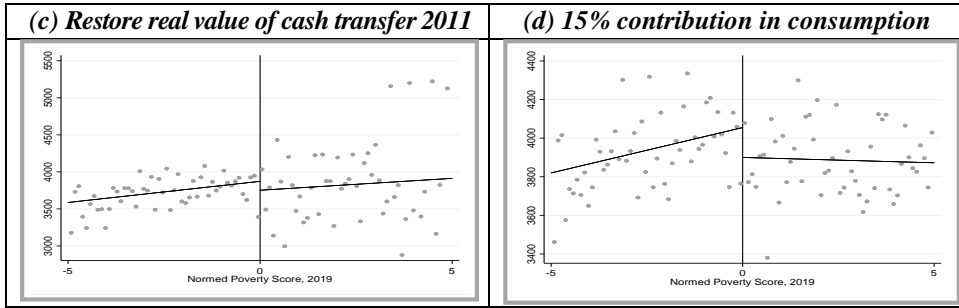 (c) Restore real value of cash transfer 2011
(d) 15% contribution in consumption
5500
5000
4500
4000
3500
3000
-5 0 5
Normed Poverty Score, 2019
4400
4200
4000
3800
3600
3400
-5 0 5
Normed Poverty Score, 2019